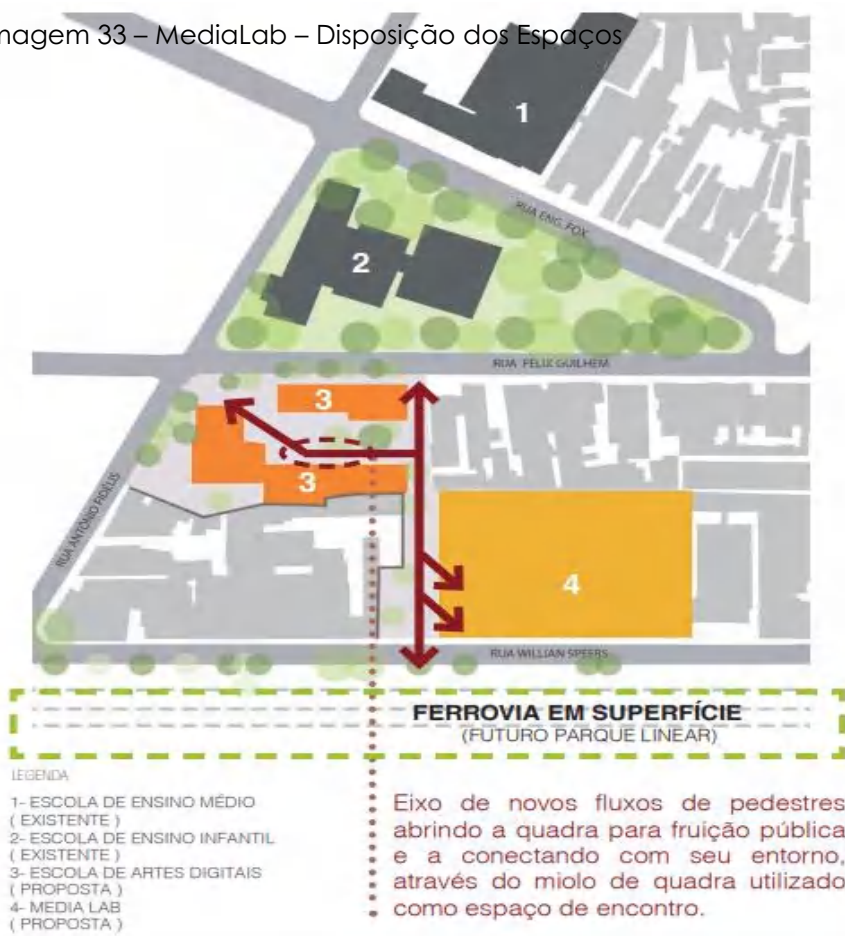 magem 33 – MediaLab – Disposição dos Espaços
1
RUA ENG. FOX
2
RUA FELIX GUILHEM
3
3
RUA ANTONIO FIDÉLIS
4
RUA WILLIAN SPEERS
FERROVIA EM SUPERFÍCIE
(FUTURO PARQUE LINEAR)
LEGENDA
1- ESCOLA DE ENSINO MÉDIO
( EXISTENTE )
2- ESCOLA DE ENSINO INFANTIL
( EXISTENTE )
3- ESCOLA DE ARTES DIGITAIS
( PROPOSTA )
4- MEDIA LAB
( PROPOSTA )
Eixo de novos fluxos de pedestres
abrindo a quadra para fruição pública
e a conectando com seu entorno,
através do miolo de quadra utilizado
como espaço de encontro.